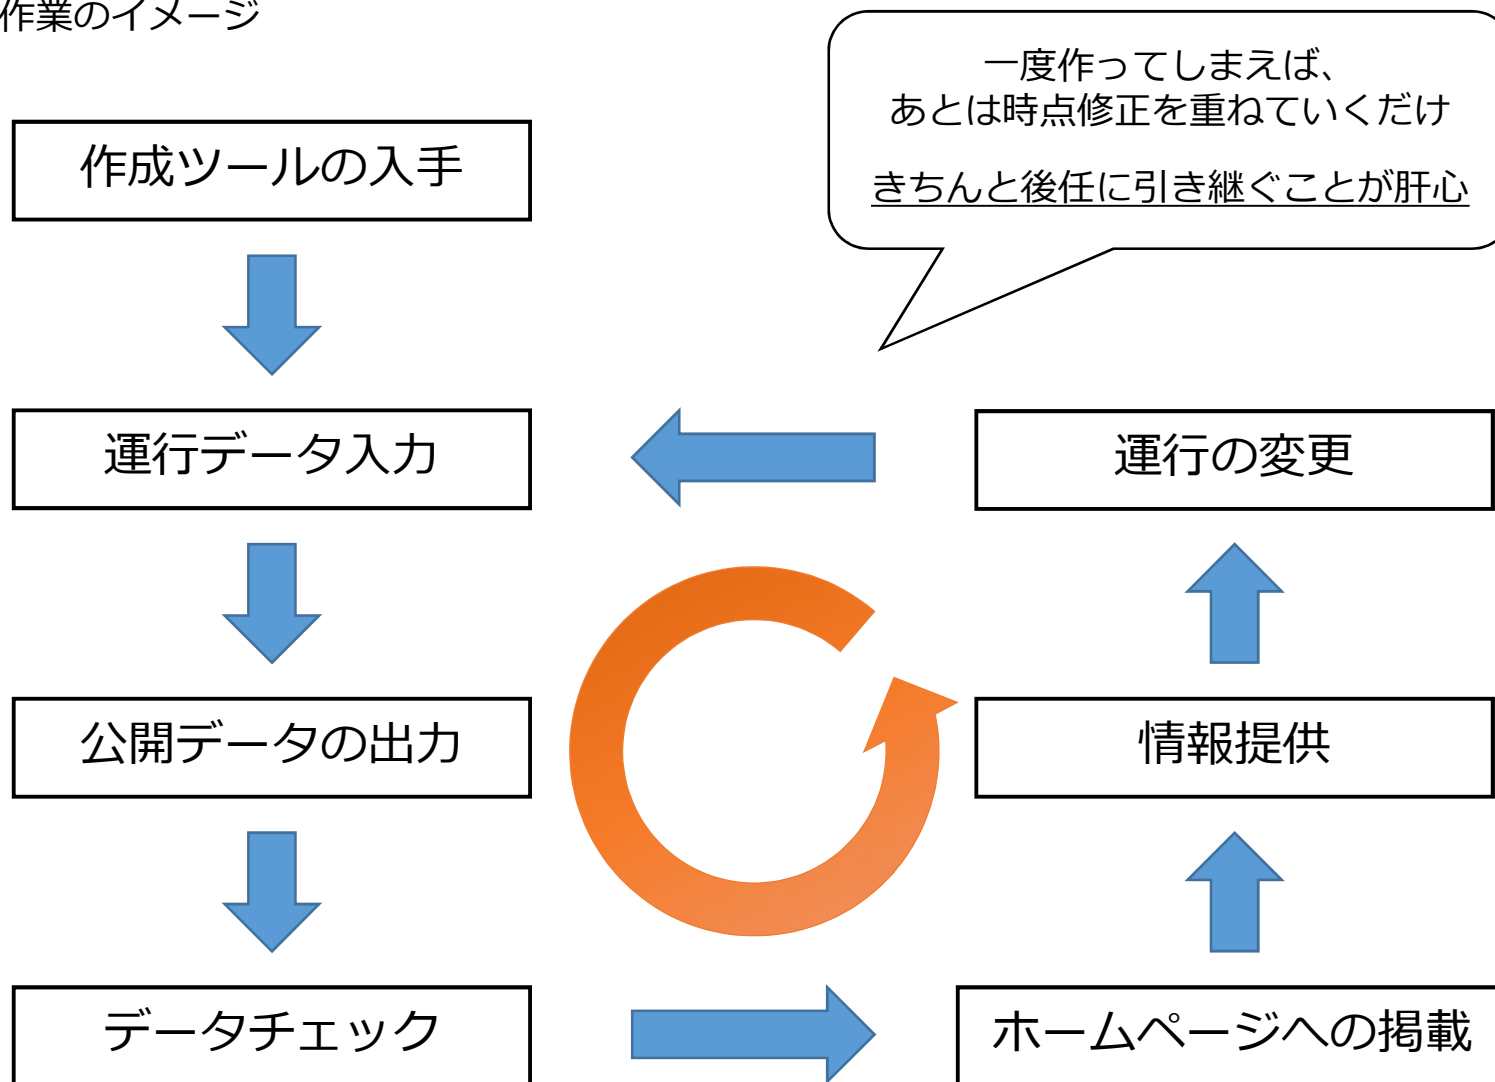 作業のイメージ
一度作ってしまえば、
あとは時点修正を重ねていくだけ
きちんと後任に引き継ぐことが肝心
作成ツールの入手
運行データ入力
運行の変更
公開データの出力
情報提供
データチェック
ホームページへの掲載